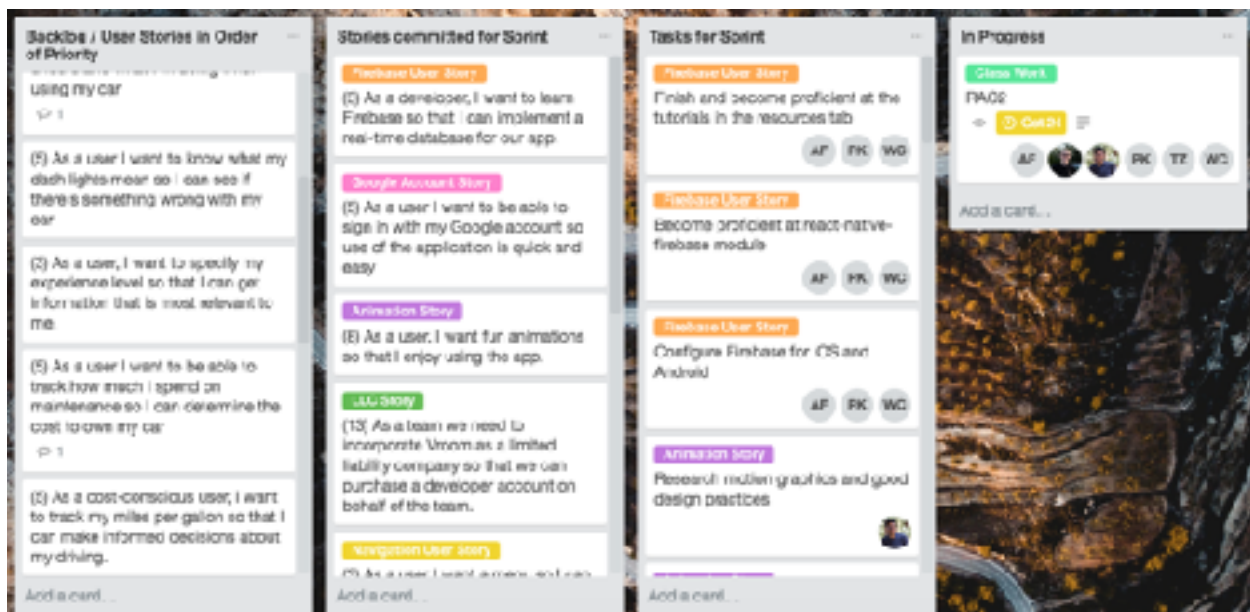 Backlog / User Stories in Order
of Priority
using my car
1
(5) As a user I want to know what my
dash lights mean so I can see if
there's something wrong with my
car
(2) As a user, I want to specify my
experience level so that I can get
information that is most relevant to
me.
(5) As a user I want to be able to
track how much I spend on
maintenance so I can determine the
cost to own my car
1
As a cost-conscious user, I want
to track my miles per gallon so that I
can make informed decisions about
my driving.
Add a card...
Stories committed for Sprint
Firebase User Story
As a developer, I want to learn
Firebase so that I can implement a
real-time database for our app
Google Account Story
As a user I want to be able to
sign in with my Google account so
use of the application is quick and
easy
Animation Story
(8) As a user, I want fun animations
so that I enjoy using the app.
LLC Story
(13) As a team we need to
incorporate Vroom as a limited
liability company so that we can
purchase a developer account on
behalf of the team.
Navigation User Story
As a user I want a menu so I can
Add a card...
Tasks for Sprint
Firebase User Story
Finish and become proficient at the
tutorials in the resources tab
AF PK WG
Firebase User Story
Become proficient at react-native-
firebase module
AF PK WG
Firebase User Story
Configure Firebase for iOS and
Android
AF PK WG
Animation Story
Research motion graphics and good
design practices
Add a card...
In Progress
Class Work
PA02
Oct 24
AF PK TZ WG
Add a card...